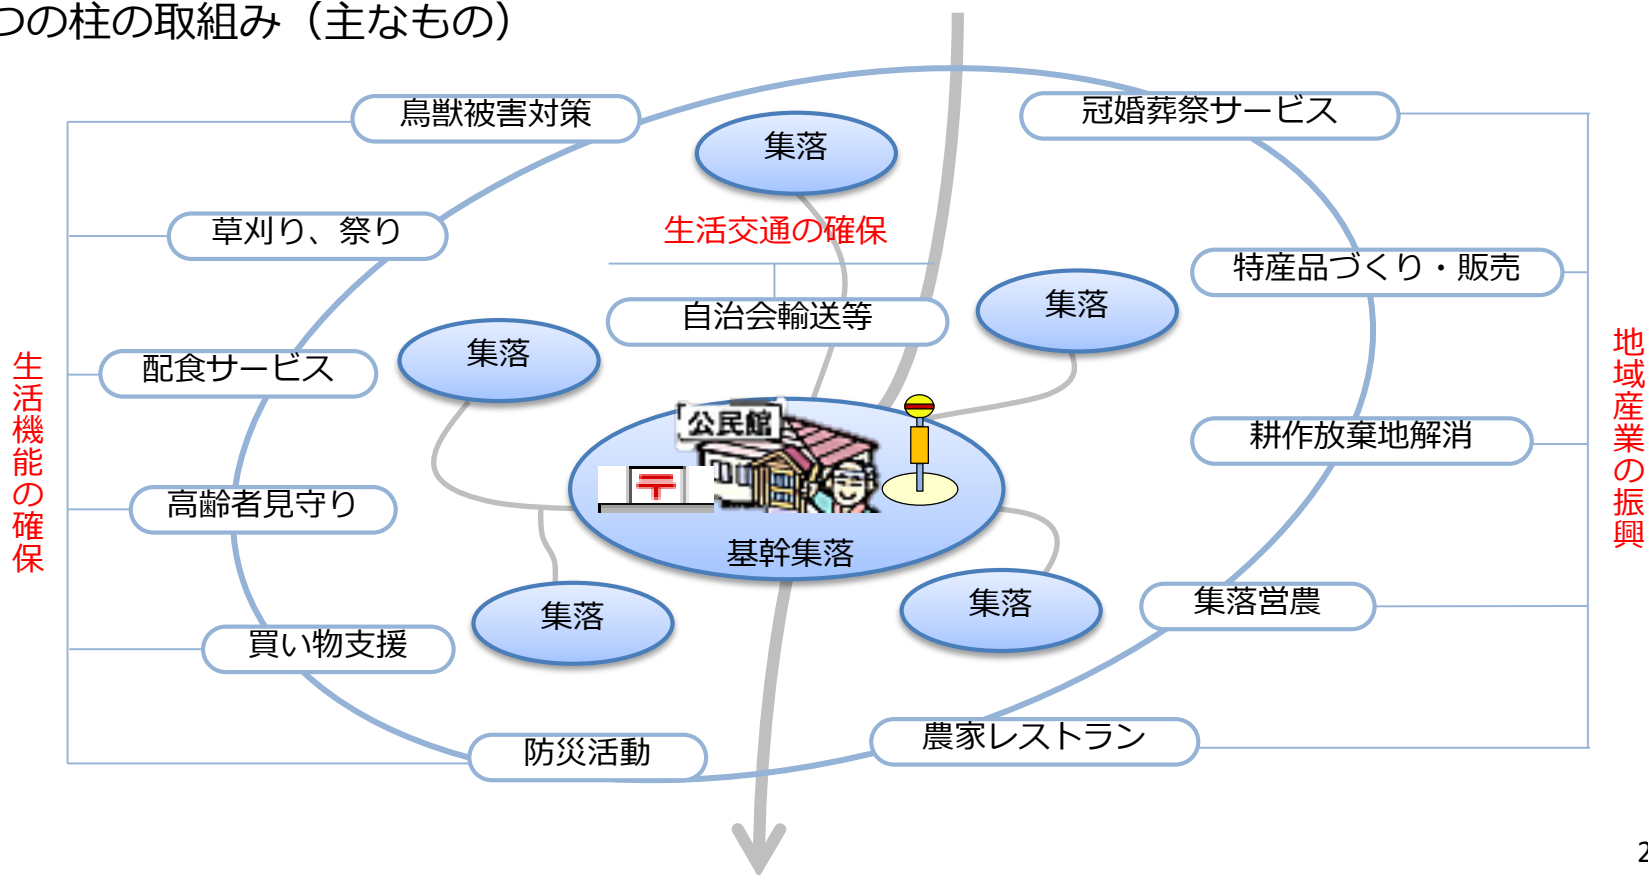 つの柱の取組み（主なもの）
鳥獣被害対策
冠婚葬祭サービス
集落
草刈り、祭り
生活交通の確保
特産品づくり・販売
集落
自治会輸送等
集落
配食サービス
生活機能の確保
地域産業の振興
公民館
耕作放棄地解消
高齢者見守り
〒
基幹集落
集落
集落
集落営農
買い物支援
農家レストラン
防災活動
2